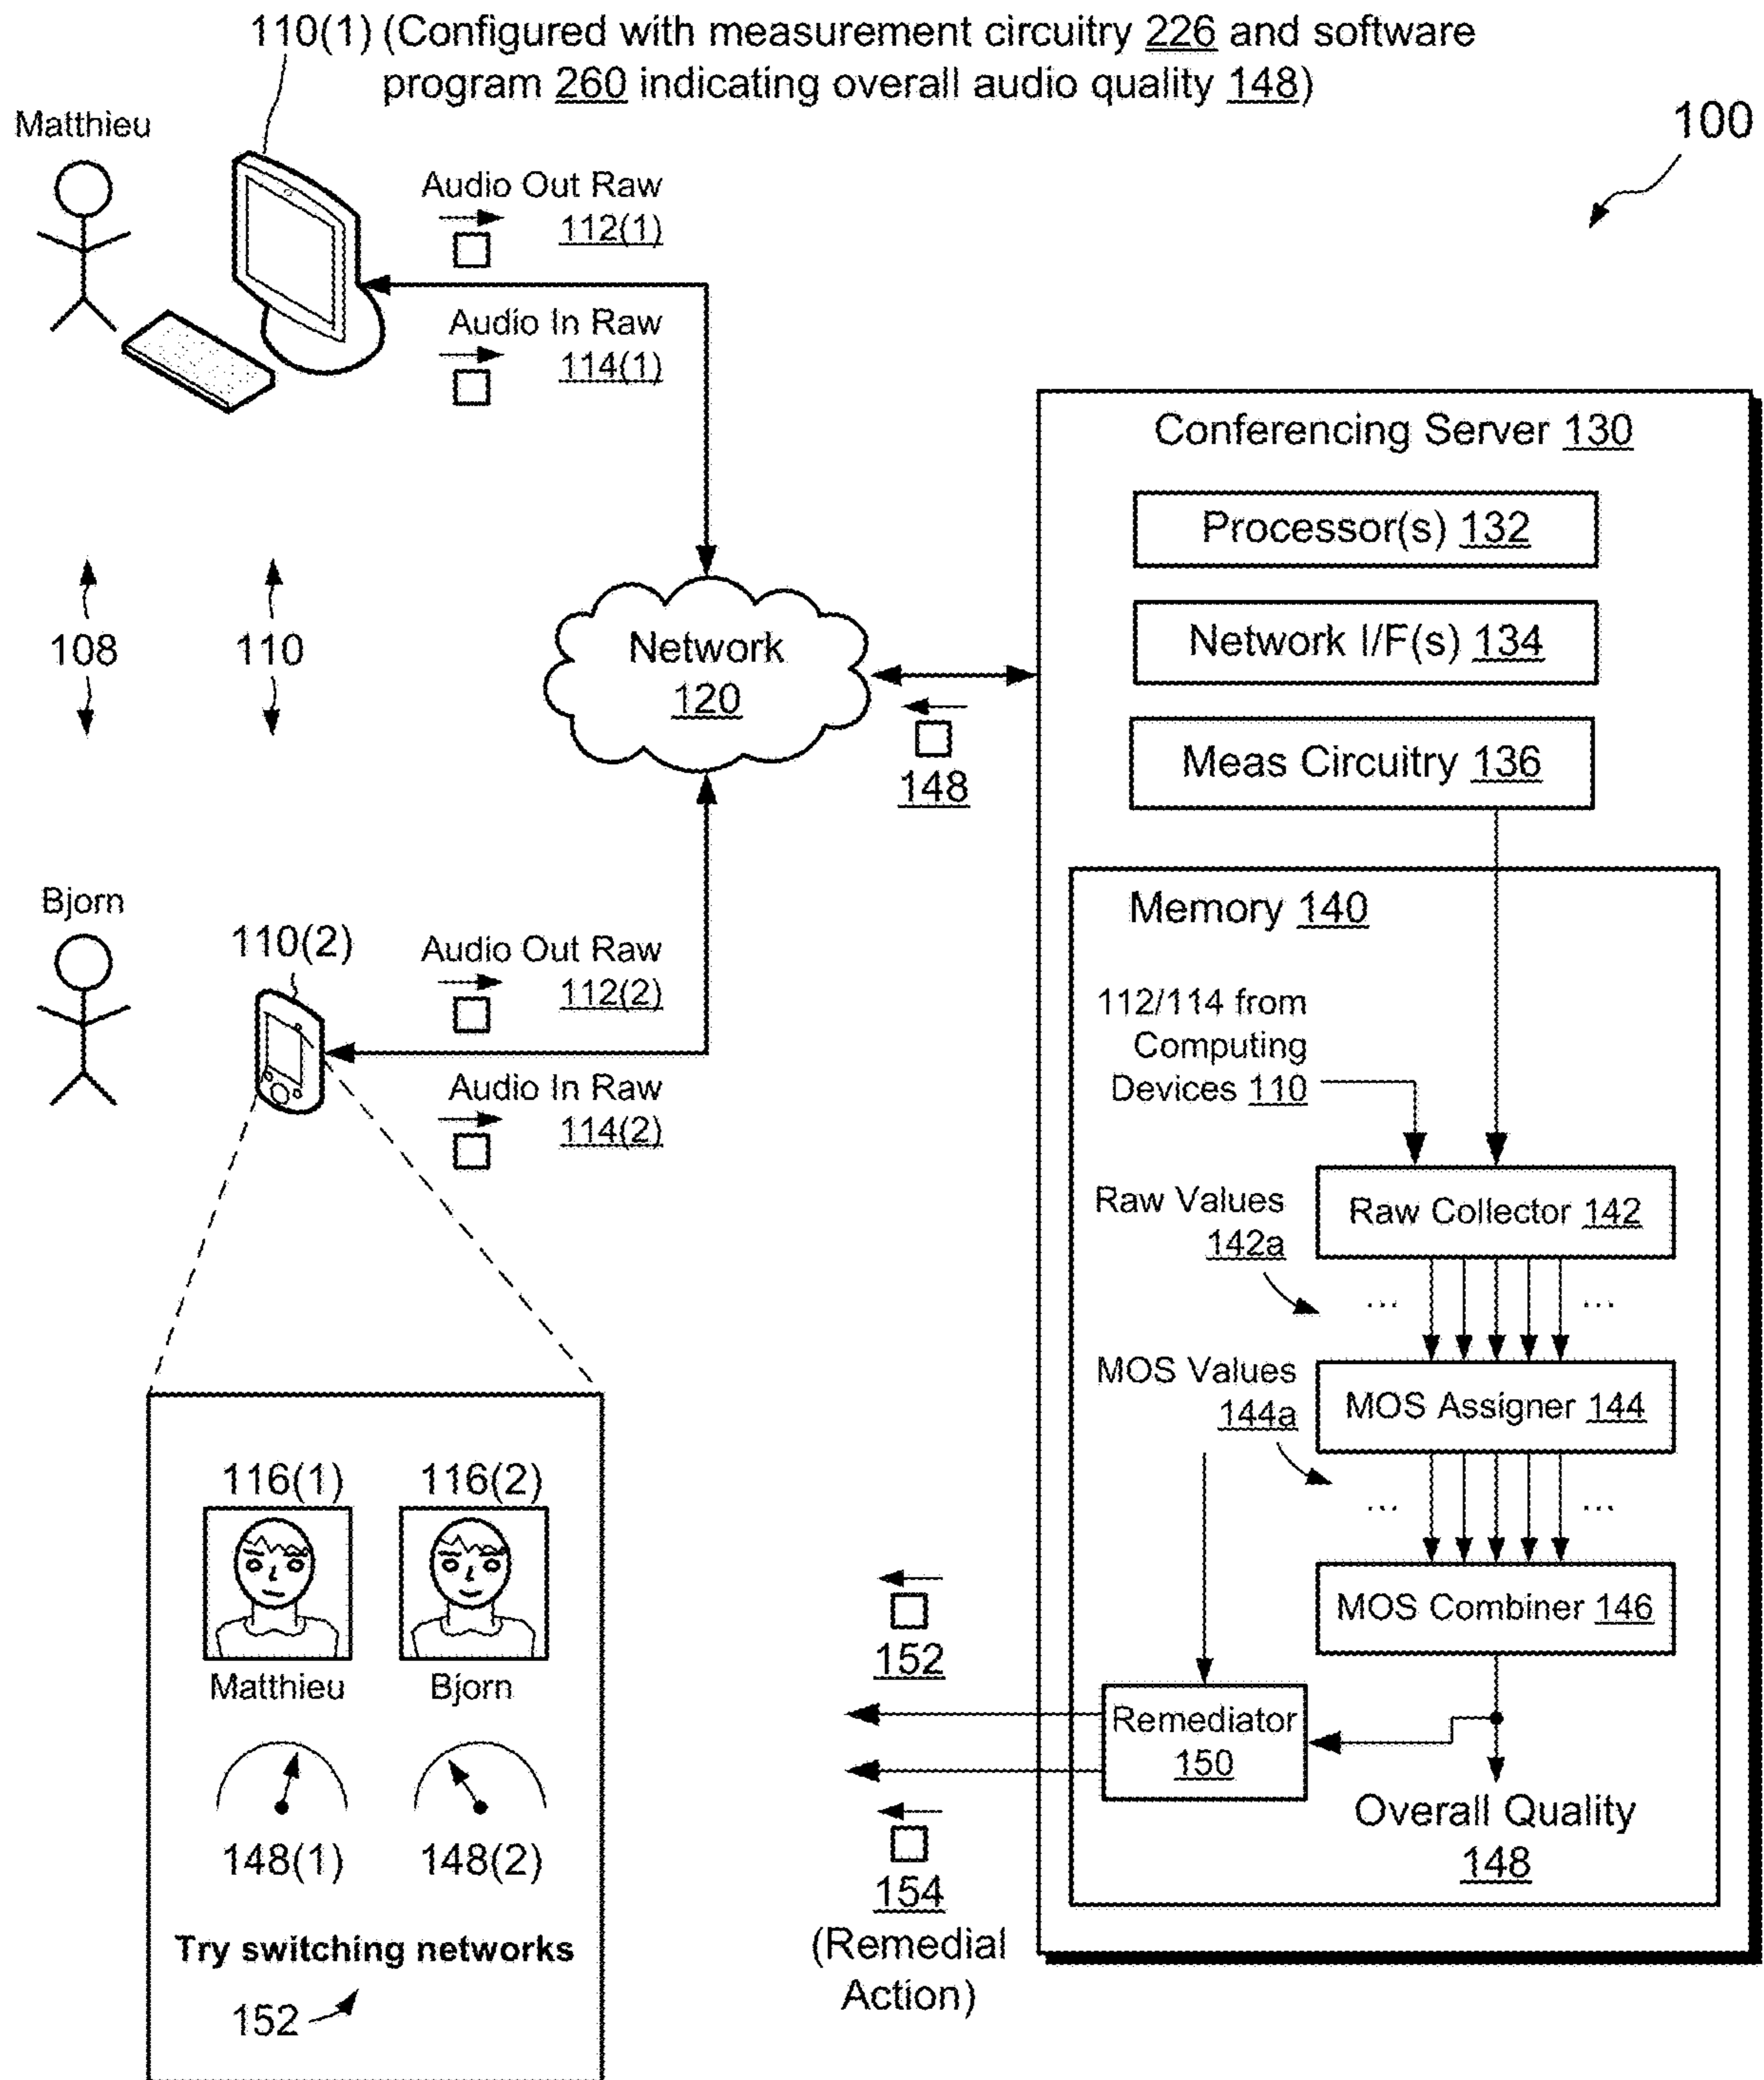 110(1) (Configured with measurement circuitry 226 and software
program 260 indicating overall audio quality 148)
100
Matthieu
Audio Out Raw
112(1)
Audio In Raw
114(1)
108
110
Network
120
148
Bjorn
110(2)
Audio Out Raw
112(2)
Audio In Raw
114(2)
116(1)
116(2)
Matthieu
Bjorn
148(1)
148(2)
Try switching networks
152
Conferencing Server 130
Processor(s) 132
Network I/F(s) 134
Meas Circuitry 136
Memory 140
112/114 from
Computing
Devices 110
Raw Collector 142
Raw Values
142a
...
...
MOS Assigner 144
MOS Values
144a
...
...
MOS Combiner 146
Remediator
150
Overall Quality
148
152
154
(Remedial
Action)